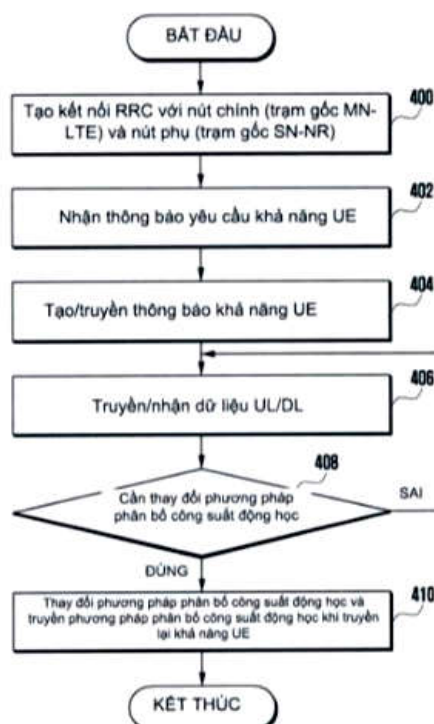 BẮT ĐẦU
400
Tạo kết nối RRC với nút chính (trạm gốc MN-
LTE) và nút phụ (trạm gốc SN-NR)
402
Nhận thông báo yêu cầu khả năng UE
404
Tạo/truyền thông báo khả năng UE
406
Truyền/nhận dữ liệu UL/DL
408
Cần thay đổi phương pháp
phân bổ công suất động học
SAI
ĐÚNG
410
Thay đổi phương pháp phân bổ công suất động học và
truyền phương pháp phân bổ công suất động học khi truyền
lại khả năng UE
KẾT THÚC